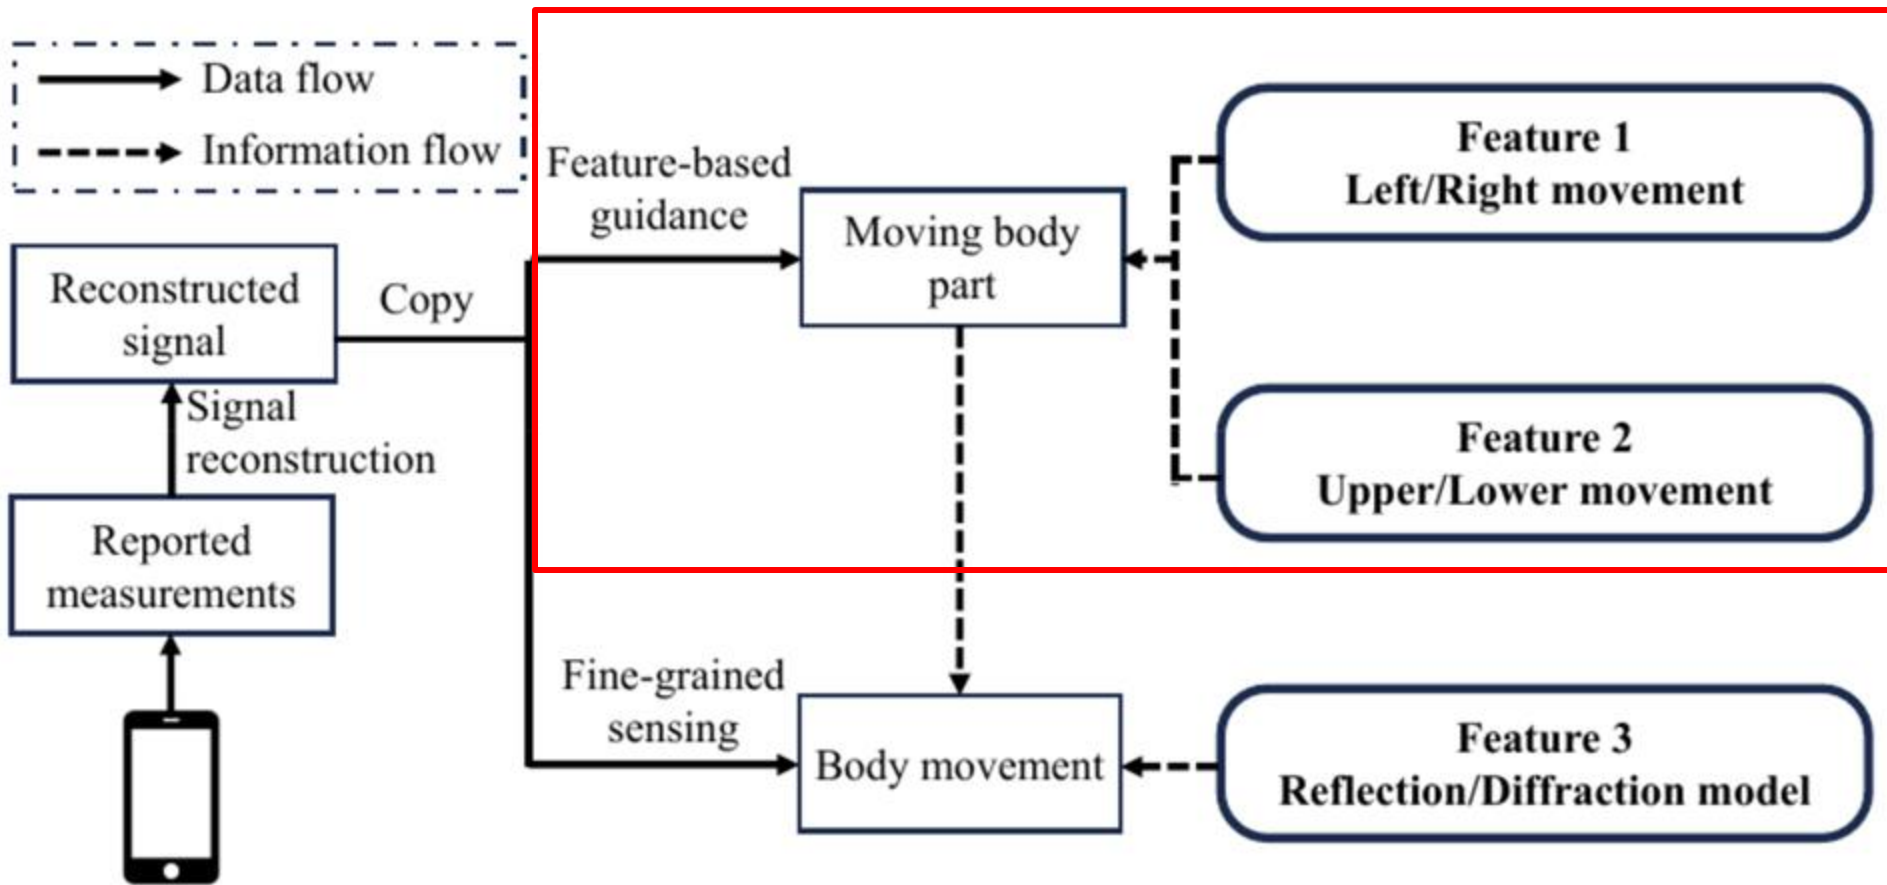 Data flow
Information flow
Feature-based
guidance
Moving body
part
Feature 1
Left/Right movement
Reconstructed
signal
Copy
Signal
reconstruction
Feature 2
Upper/Lower movement
Reported
measurements
Fine-grained
sensing
Body movement
Feature 3
Reflection/Diffraction model